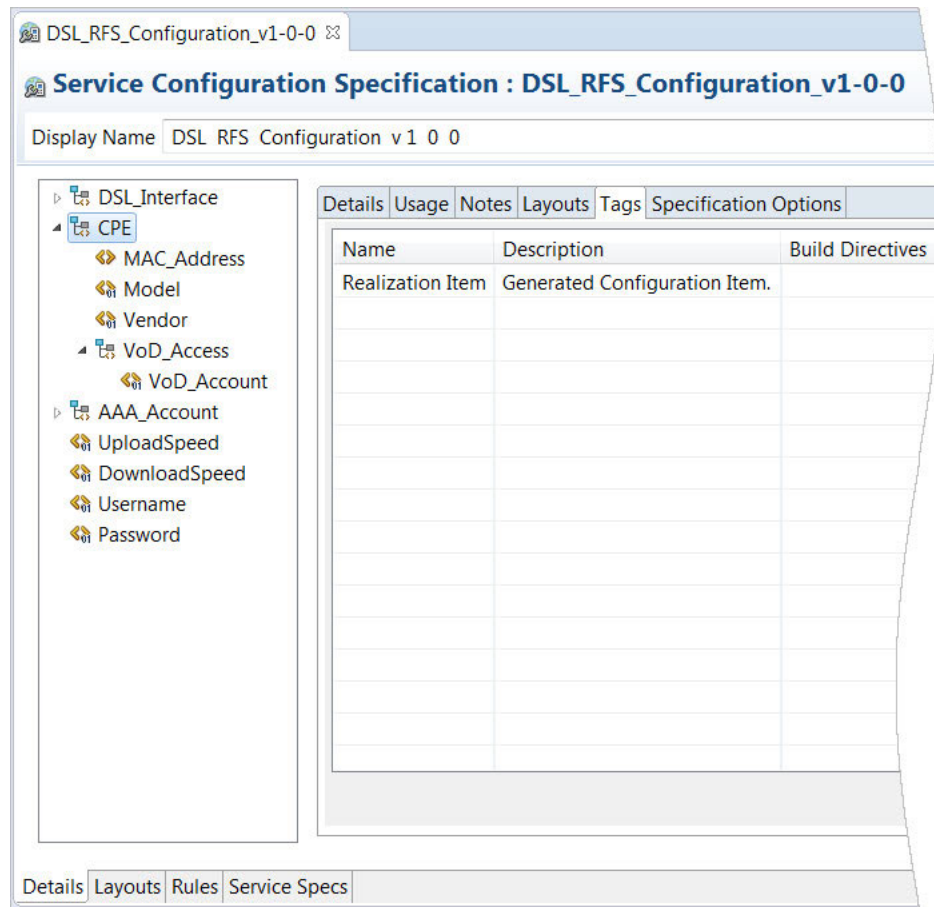 DSL_RFS_Configuration_v1-0-0
Service Configuration Specification : DSL_RFS_Configuration_v1-0-0
Display Name DSL RFS Configuration v 1 0 0
DSL_Interface
CPE
MAC_Address
Model
Vendor
VoD_Access
VoD_Account
AAA_Account
UploadSpeed
DownloadSpeed
Username
Password
Details Usage Notes Layouts Tags Specification Options
Name Description Build Directives
Realization Item Generated Configuration Item.
Details Layouts Rules Service Specs